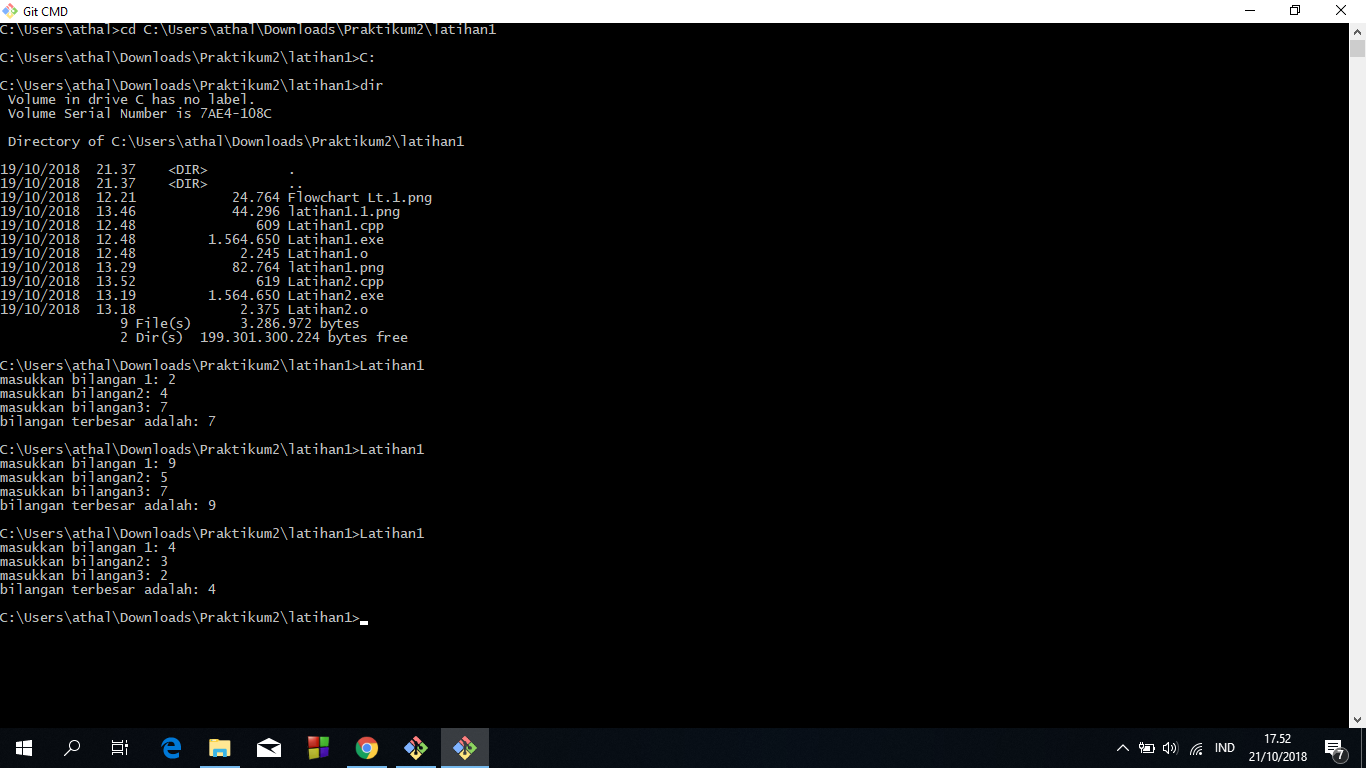 Git CMD
C:\Users\athal>cd C:\Users\athal\Downloads\Praktikum2\latihan1
C:\Users\athal\Downloads\Praktikum2\latihan1>C:
C:\Users\athal\Downloads\Praktikum2\latihan1>dir
Volume in drive C has no label.
Volume Serial Number is 7AE4-108C
Directory of C:\Users\athal\Downloads\Praktikum2\latihan1
19/10/2018  21.37    <DIR>          .
19/10/2018  21.37    <DIR>          ..
19/10/2018  12.21            24.764 Flowchart Lt.1.png
19/10/2018  13.46            44.296 latihan1.1.png
19/10/2018  12.48               609 Latihan1.cpp
19/10/2018  12.48         1.564.650 Latihan1.exe
19/10/2018  12.48             2.245 Latihan1.o
19/10/2018  13.29            82.764 latihan1.png
19/10/2018  13.52               619 Latihan2.cpp
19/10/2018  13.19         1.564.650 Latihan2.exe
19/10/2018  13.18             2.375 Latihan2.o
9 File(s)      3.286.972 bytes
2 Dir(s)  199.301.300.224 bytes free
C:\Users\athal\Downloads\Praktikum2\latihan1>Latihan1
masukkan bilangan 1: 2
masukkan bilangan2: 4
masukkan bilangan3: 7
bilangan terbesar adalah: 7
C:\Users\athal\Downloads\Praktikum2\latihan1>Latihan1
masukkan bilangan 1: 9
masukkan bilangan2: 5
masukkan bilangan3: 7
bilangan terbesar adalah: 9
C:\Users\athal\Downloads\Praktikum2\latihan1>Latihan1
masukkan bilangan 1: 4
masukkan bilangan2: 3
masukkan bilangan3: 2
bilangan terbesar adalah: 4
C:\Users\athal\Downloads\Praktikum2\latihan1>
IND
17.52
21/10/2018
7